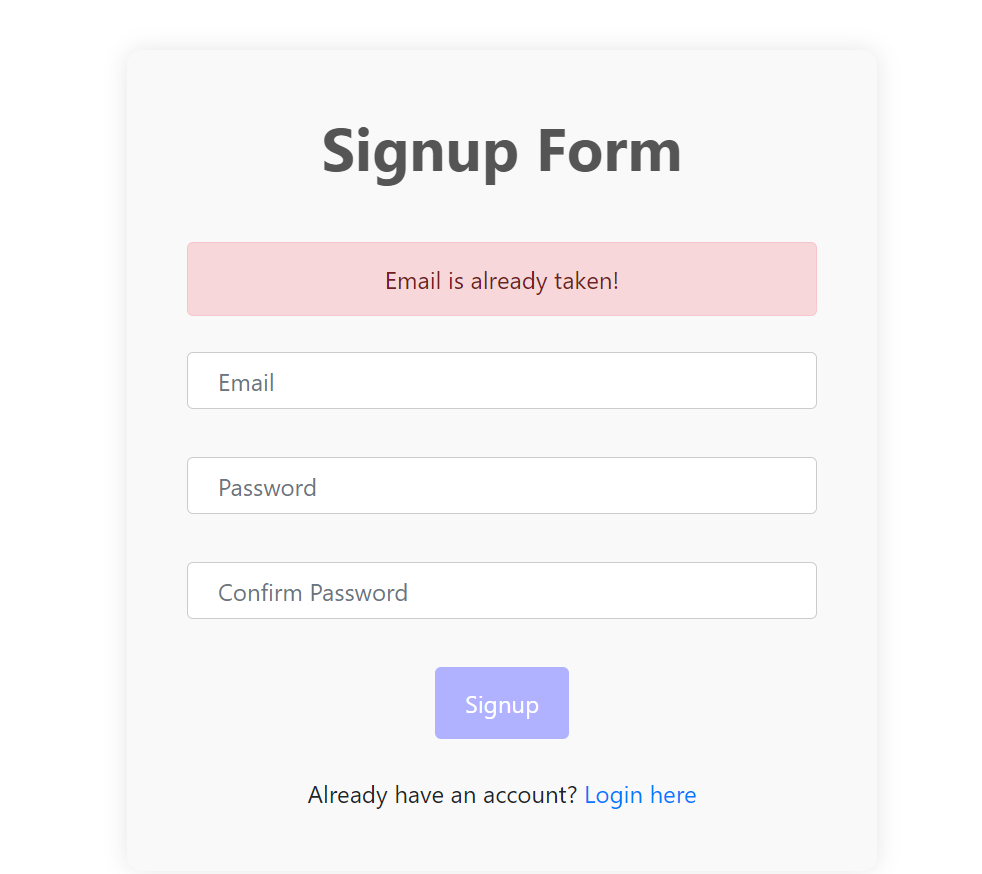 Signup Form
Email is already taken!
Email
Password
Confirm Password
Signup
Already have an account? Login here